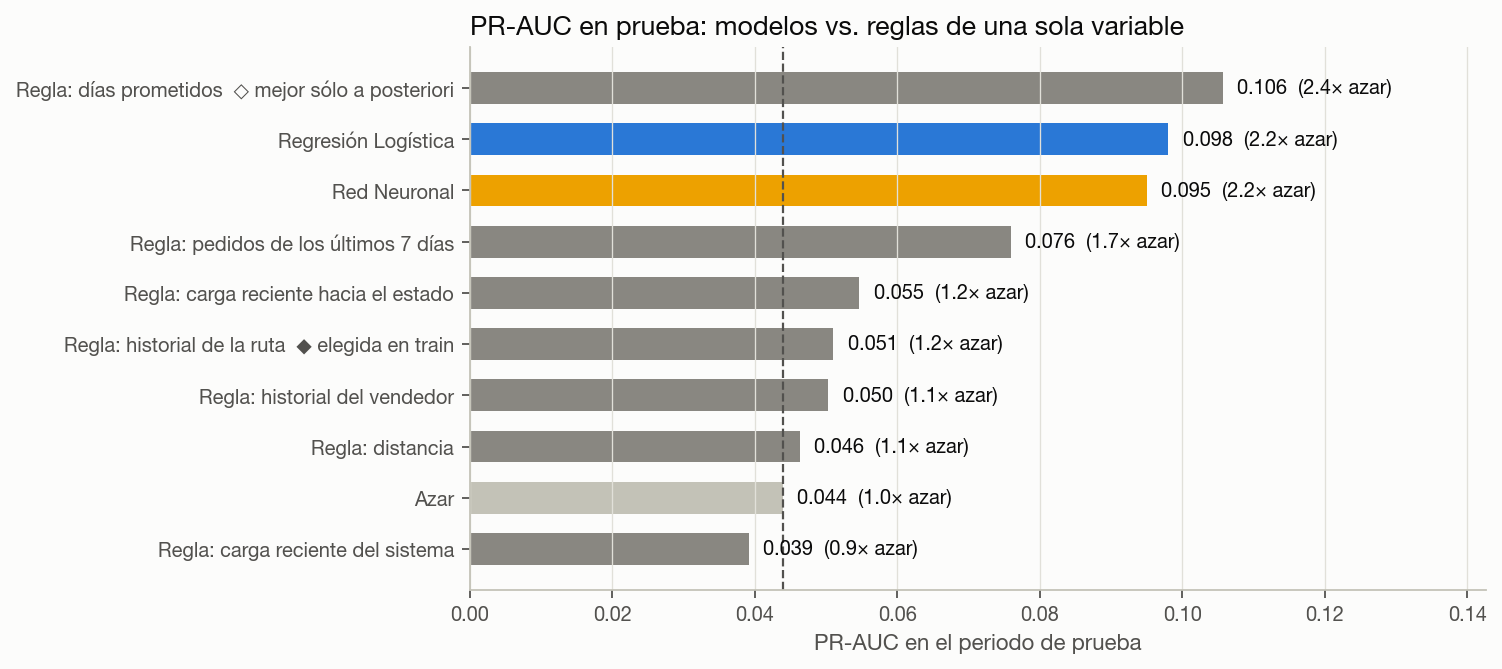 PR-AUC en prueba: modelos vs. reglas de una sola variable
Regla: días prometidos ◇ mejor sólo a posteriori
0.106 (2.4× azar)
Regresión Logística
0.098 (2.2× azar)
Red Neuronal
0.095 (2.2× azar)
Regla: pedidos de los últimos 7 días
0.076 (1.7× azar)
Regla: carga reciente hacia el estado
0.055 (1.2× azar)
Regla: historial de la ruta ◆ elegida en train
0.051 (1.2× azar)
Regla: historial del vendedor
0.050 (1.1× azar)
Regla: distancia
0.046 (1.1× azar)
Azar
0.044 (1.0× azar)
Regla: carga reciente del sistema
0.039 (0.9× azar)
0.00 0.02 0.04 0.06 0.08 0.10 0.12 0.14
PR-AUC en el periodo de prueba